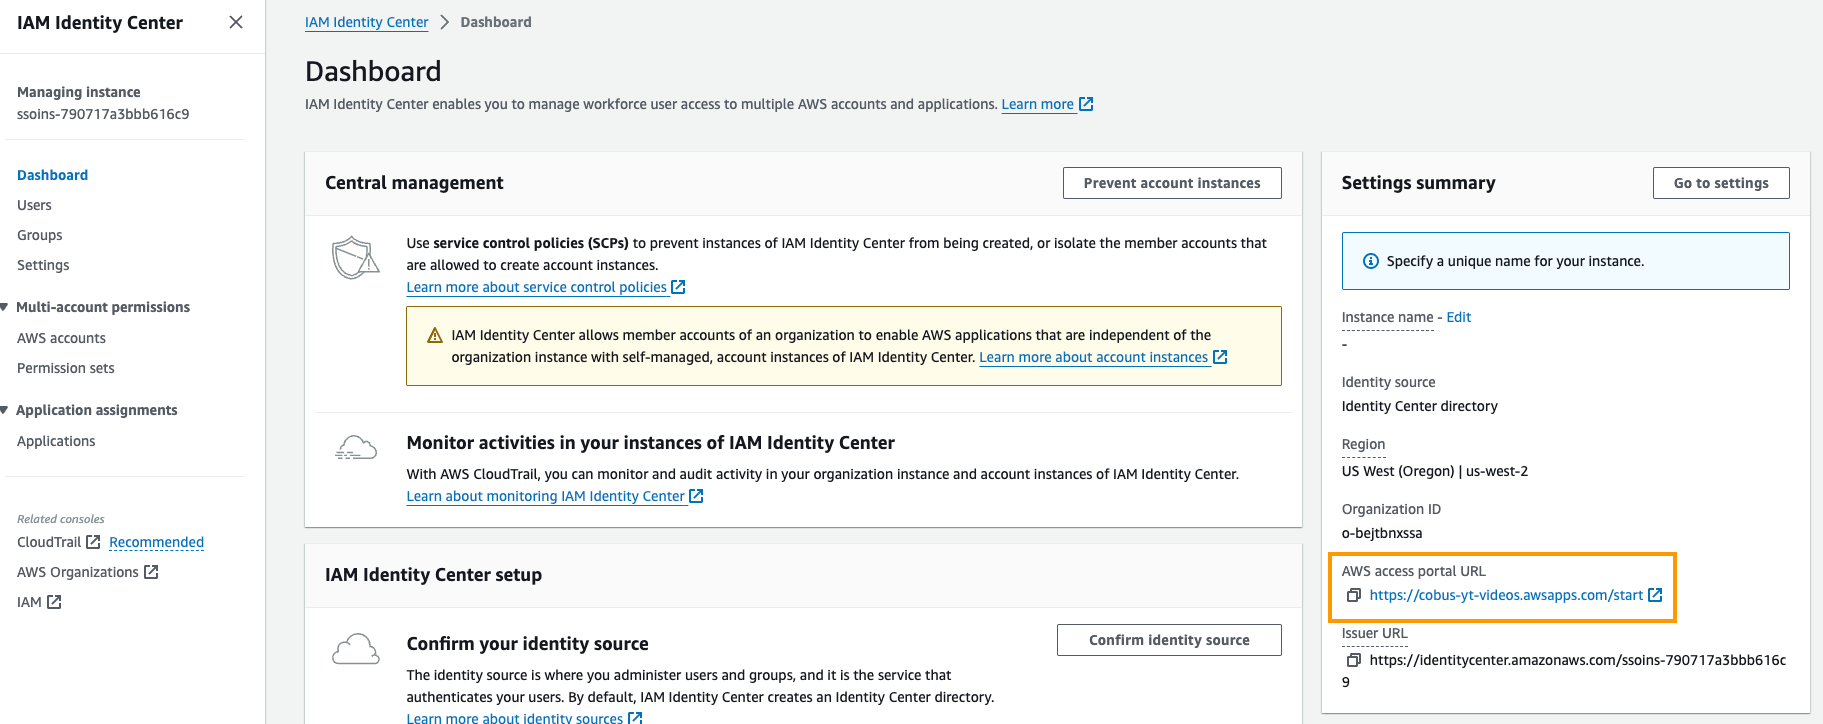 IAM Identity Center
Managing instance
ssoins-790717a3bbb616c9
Dashboard
Users
Groups
Settings
Multi-account permissions
AWS accounts
Permission sets
Application assignments
Applications
Related consoles
CloudTrail Recommended
AWS Organizations
IAM
IAM Identity Center > Dashboard
Dashboard
IAM Identity Center enables you to manage workforce user access to multiple AWS accounts and applications. Learn more
Central management
Prevent account instances
Use service control policies (SCPs) to prevent instances of IAM Identity Center from being created, or isolate the member accounts that
are allowed to create account instances.
Learn more about service control policies
IAM Identity Center allows member accounts of an organization to enable AWS applications that are independent of the
organization instance with self-managed, account instances of IAM Identity Center. Learn more about account instances
Monitor activities in your instances of IAM Identity Center
With AWS CloudTrail, you can monitor and audit activity in your organization instance and account instances of IAM Identity Center.
Learn about monitoring IAM Identity Center
IAM Identity Center setup
Confirm your identity source
Confirm identity source
The identity source is where you administer users and groups, and it is the service that
authenticates your users. By default, IAM Identity Center creates an Identity Center directory.
Learn more about identity sources
Settings summary
Go to settings
Specify a unique name for your instance.
Instance name - Edit
-
Identity source
Identity Center directory
Region
US West (Oregon) | us-west-2
Organization ID
o-bejtbnxssa
AWS access portal URL
https://cobus-yt-videos.awsapps.com/start
Issuer URL
https://identitycenter.amazonaws.com/ssoins-790717a3bbb616c
9